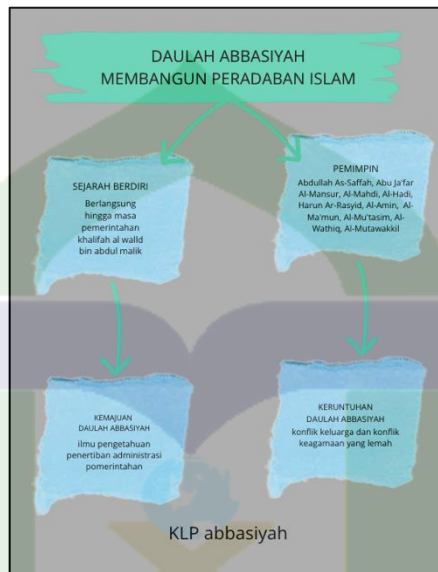 DAULAH ABBASIYAH
MEMBANGUN PERADABAN ISLAM
SEJARAH BERDIRI
Berlangsung
hingga masa
pemerintahan
khalifah al walld
bin abdul malik
PEMIMPIN
Abdullah As-Saffah, Abu Ja'far
Al-Mansur, Al-Mahdi, Al-Hadi,
Harun Ar-Rasyid, Al-Amin, Al-
Ma'mun, Al-Mu'tasim, Al-
Wathiq, Al-Mutawakkil
KEMAJUAN
DAULAH ABBASIYAH
ilmu pengetahuan
penertiban administrasi
pomerintahan
KERUNTUHAN
DAULAH ABBASIYAH
konflik keluarga dan konflik
keagamaan yang lemah
KLP abbasiyah